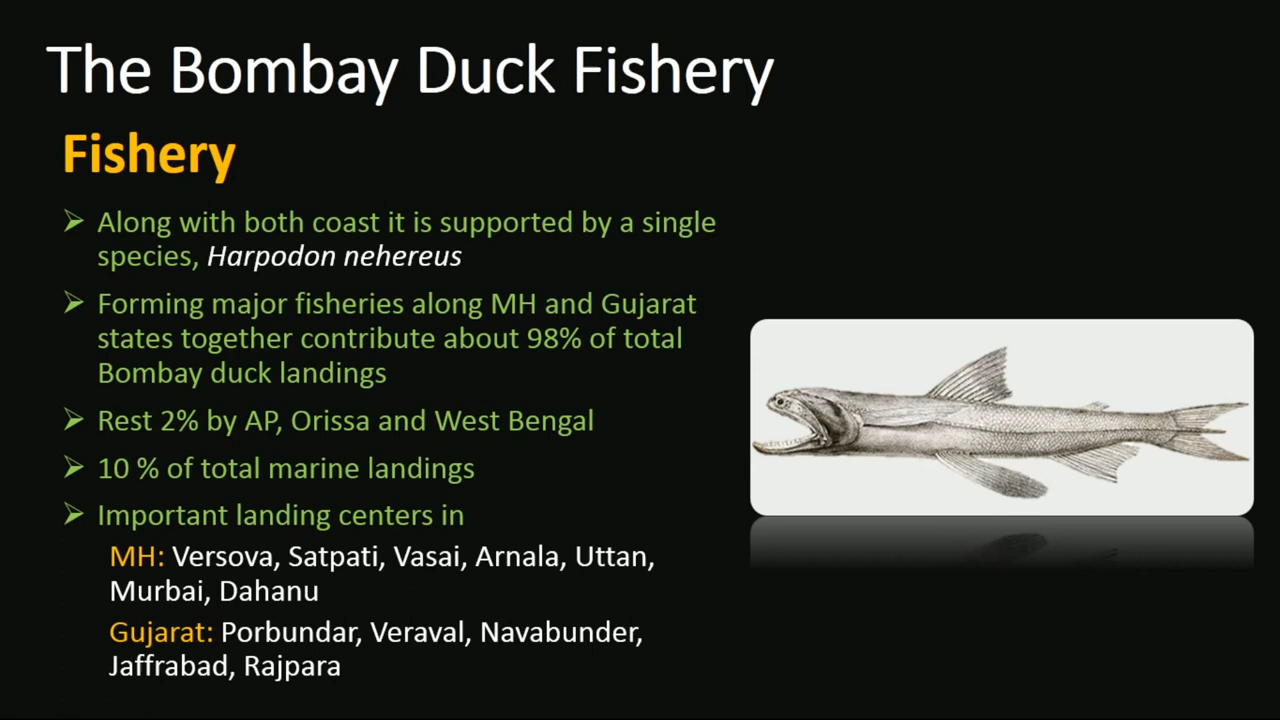 The Bombay Duck Fishery
Fishery
➢ Along with both coast it is supported by a single
species, Harpodon nehereus
➢ Forming major fisheries along MH and Gujarat
states together contribute about 98% of total
Bombay duck landings
➢ Rest 2% by AP, Orissa and West Bengal
➢ 10 % of total marine landings
➢ Important landing centers in
MH: Versova, Satpati, Vasai, Arnala, Uttan,
Murbai, Dahanu
Gujarat: Porbundar, Veraval, Navabunder,
Jaffrabad, Rajpara